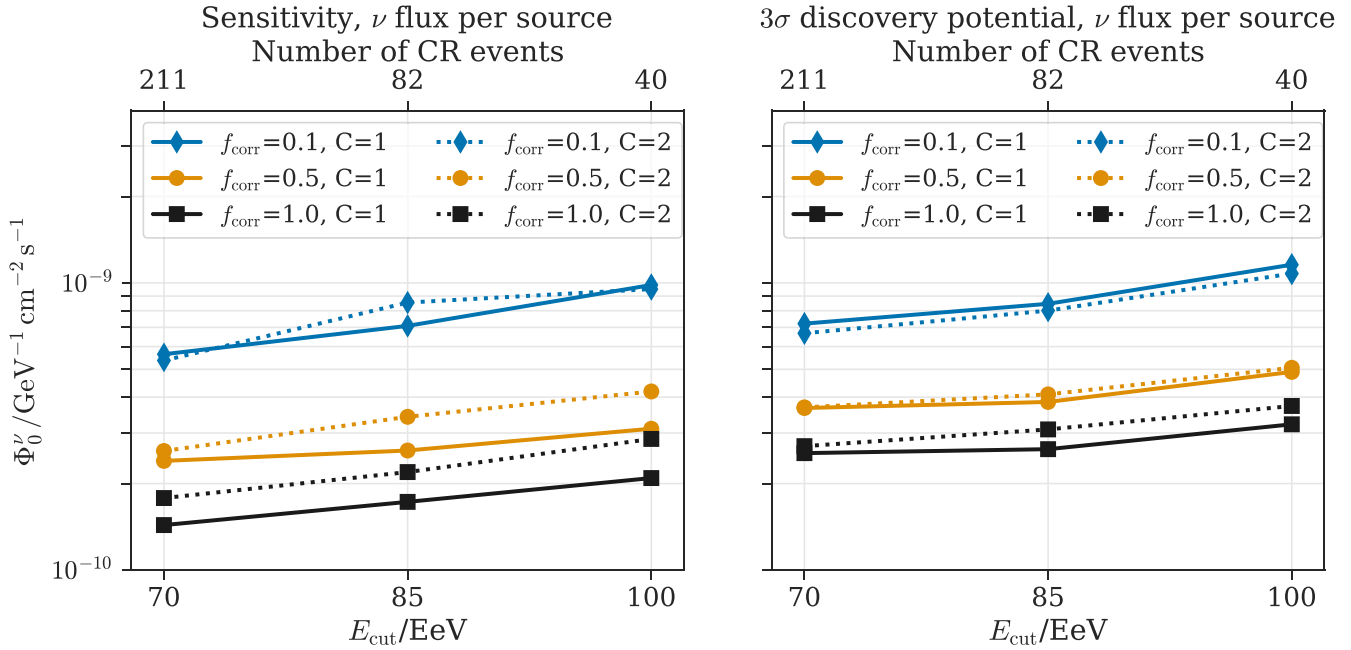 Sensitivity, ν flux per source
Number of CR events
211 82 40
f_corr=0.1, C=1 f_corr=0.1, C=2
f_corr=0.5, C=1 f_corr=0.5, C=2
f_corr=1.0, C=1 f_corr=1.0, C=2
Φ₀^ν /GeV⁻¹ cm⁻² s⁻¹
10⁻⁹
10⁻¹⁰
70 85 100
E_cut/EeV
3σ discovery potential, ν flux per source
Number of CR events
211 82 40
f_corr=0.1, C=1 f_corr=0.1, C=2
f_corr=0.5, C=1 f_corr=0.5, C=2
f_corr=1.0, C=1 f_corr=1.0, C=2
70 85 100
E_cut/EeV